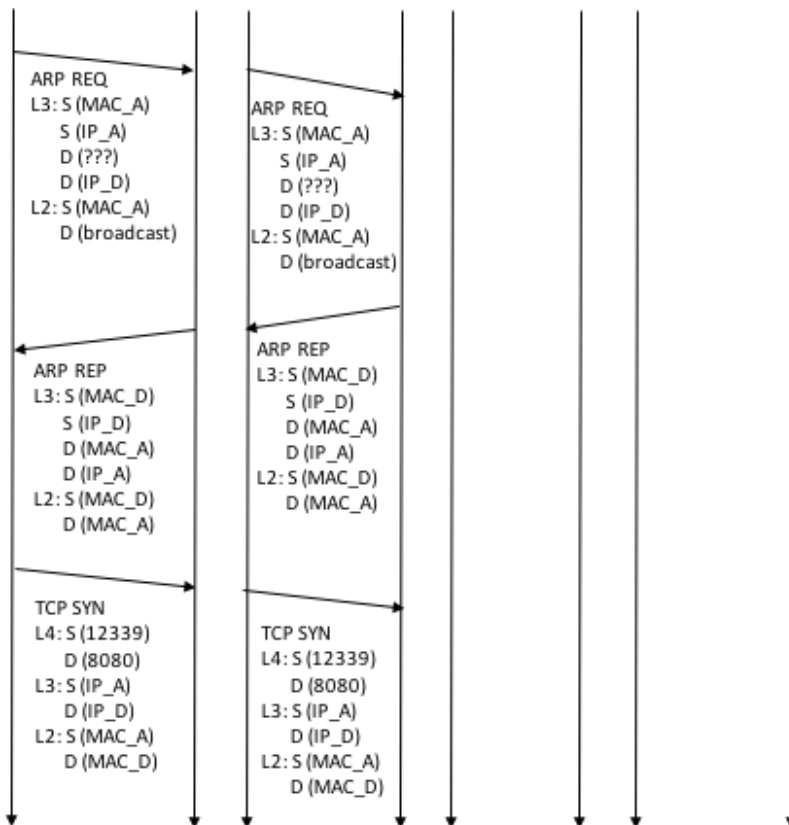 ARP REQ
L3: S (MAC_A)
S (IP_A)
D (???)
D (IP_D)
L2: S (MAC_A)
D (broadcast)
ARP REQ
L3: S (MAC_A)
S (IP_A)
D (???)
D (IP_D)
L2: S (MAC_A)
D (broadcast)
ARP REP
L3: S (MAC_D)
S (IP_D)
D (MAC_A)
D (IP_A)
L2: S (MAC_D)
D (MAC_A)
ARP REP
L3: S (MAC_D)
S (IP_D)
D (MAC_A)
D (IP_A)
L2: S (MAC_D)
D (MAC_A)
TCP SYN
L4: S (12339)
D (8080)
L3: S (IP_A)
D (IP_D)
L2: S (MAC_A)
D (MAC_D)
TCP SYN
L4: S (12339)
D (8080)
L3: S (IP_A)
D (IP_D)
L2: S (MAC_A)
D (MAC_D)